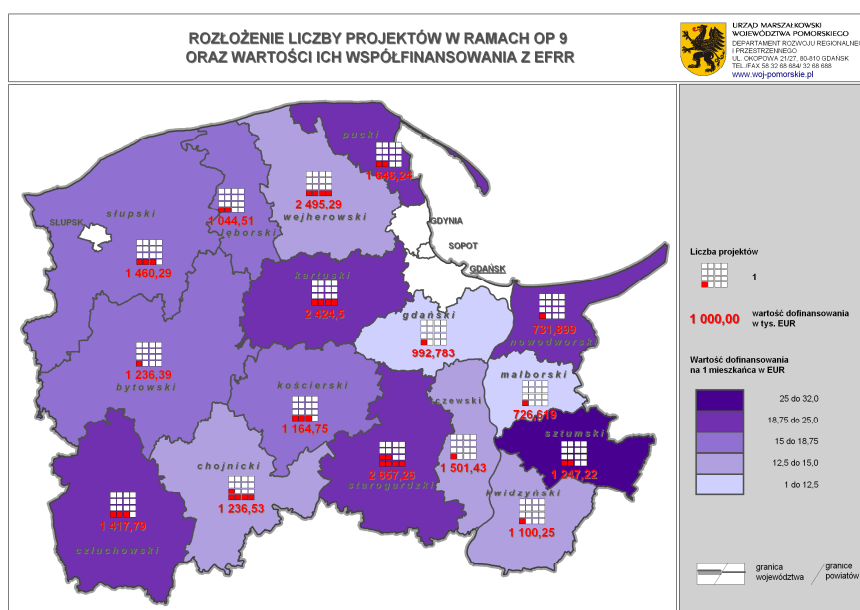 ROZŁOŻENIE LICZBY PROJEKTÓW W RAMACH OP 9
ORAZ WARTOŚCI ICH WSPÓŁFINANSOWANIA Z EFRR
URZĄD MARSZAŁKOWSKI
WOJEWÓDZTWA POMORSKIEGO
DEPARTAMENT ROZWOJU REGIONALNEGO
I PRZESTRZENNEGO
UL. OKOPOWA 21/27, 80-810 GDAŃSK
TEL./FAX 58 32 68 684/ 32 68 688
www.woj-pomorskie.pl
pucki
1 646,24
2 495,29
wejherowski
1 044,51
lęborski
słupski
SŁUPSK
1 460,29
GDYNIA
SOPOT
GDAŃSK
kartuski
2 424,5
gdański
992,783
731,899
nowodworski
1 236,39
bytowski
kościerski
1 164,75
malborski
726,619
czewski
1 501,43
sztumski
1 247,22
chojnicki
1 236,53
2 657,26
starogardzki
kwidzyński
1 100,25
1 417,79
człuchowski
Liczba projektów
1
1 000,00
wartość dofinansowania
w tys. EUR
Wartość dofinansowania
na 1 mieszkańca w EUR
25 do 32,0
18,75 do 25,0
15 do 18,75
12,5 do 15,0
1 do 12,5
granica
województwa
granice
powiatów